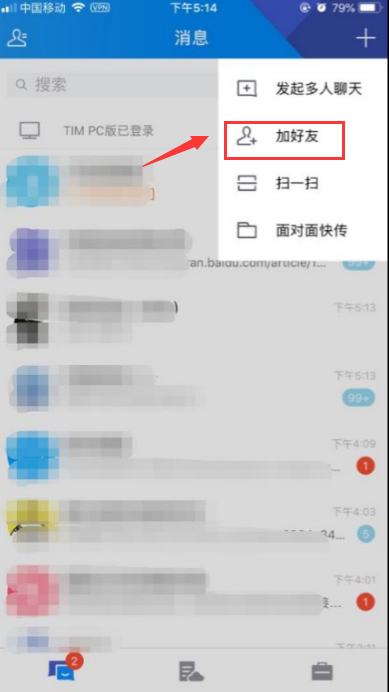 中国移动 VPN 下午5:14 79%
消息
搜索
发起多人聊天
TIM PC版已登录
加好友
扫一扫
面对面快传
ran.baidu.com/article/1... 99+
下午5:13
下午5:13
99+
下午4:09
1
下午4:03
5
下午4:01
1
2